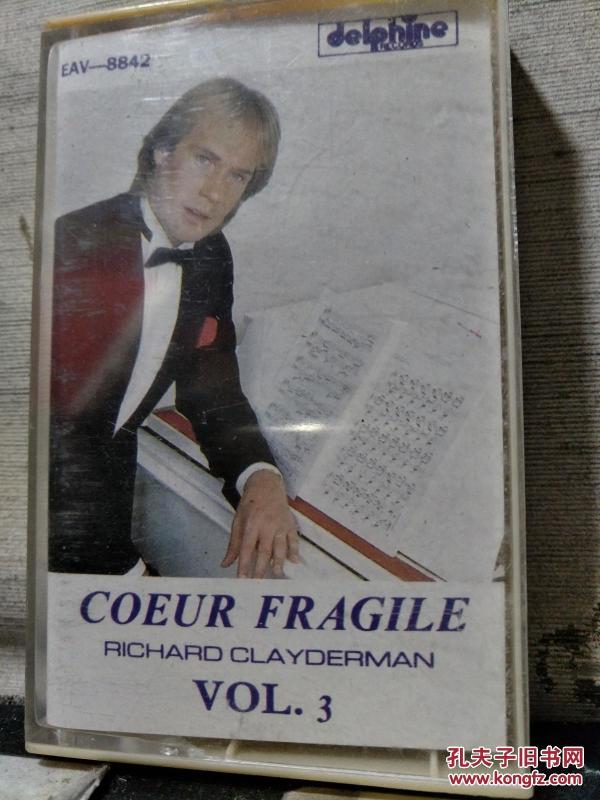 delphine
RECORDS
EAV—8842
COEUR FRAGILE
RICHARD CLAYDERMAN
VOL. 3
孔夫子旧书网
www.kongfz.com